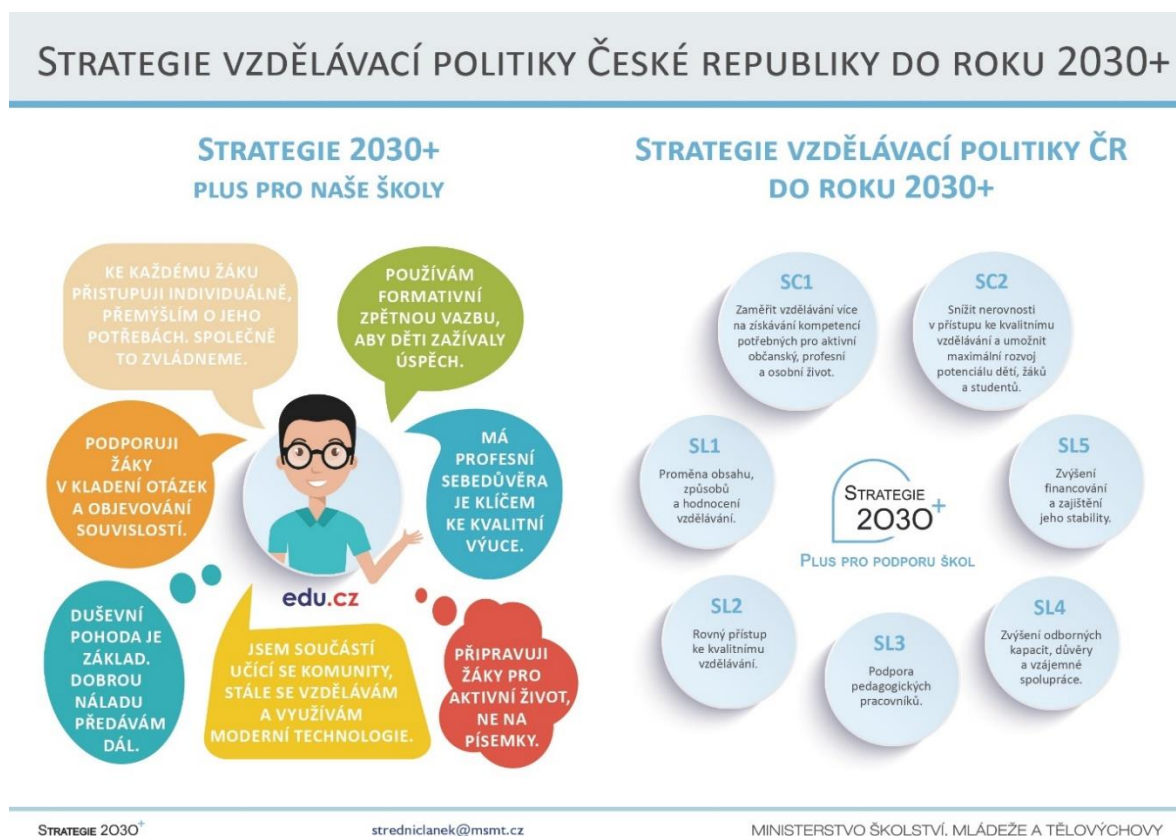 STRATEGIE VZDĚLÁVACÍ POLITIKY ČESKÉ REPUBLIKY DO ROKU 2030+
STRATEGIE 2030+
PLUS PRO NAŠE ŠKOLY
KE KAŽDÉMU ŽÁKU
PŘISTUPUJI INDIVIDUÁLNĚ,
PŘEMÝŠLÍM O JEHO
POTŘEBÁCH. SPOLEČNĚ
TO ZVLÁDNEME.
POUŽÍVÁM
FORMATIVNÍ
ZPĚTNOU VAZBU,
ABY DĚTI ZAŽÍVALY
ÚSPĚCH.
PODPORUJI
ŽÁKY
V KLADENÍ OTÁZEK
A OBJEVOVÁNÍ
SOUVISLOSTÍ.
MÁ
PROFESNÍ
SEBEDŮVĚRA
JE KLÍČEM
KE KVALITNÍ
VÝUCE.
edu.cz
DUŠEVNÍ
POHODA JE
ZÁKLAD.
DOBROU
NÁLADU
PŘEDÁVÁM
DÁL.
JSEM SOUČÁSTÍ
UČÍCÍ SE KOMUNITY,
STÁLE SE VZDĚLÁVÁM
A VYUŽÍVÁM
MODERNÍ TECHNOLOGIE.
PŘIPRAVUJI
ŽÁKY PRO
AKTIVNÍ ŽIVOT,
NE NA
PÍSEMKY.
STRATEGIE VZDĚLÁVACÍ POLITIKY ČR
DO ROKU 2030+
SC1
Zaměřit vzdělávání více
na získávání kompetencí
potřebných pro aktivní
občanský, profesní
a osobní život.
SC2
Snížit nerovnosti
v přístupu ke kvalitnímu
vzdělávání a umožnit
maximální rozvoj
potenciálu dětí, žáků
a studentů.
SL1
Proměna obsahu,
způsobů
a hodnocení
vzdělávání.
STRATEGIE
2030+
PLUS PRO PODPORU ŠKOL
SL5
Zvýšení
financování
a zajištění
jeho stability.
SL2
Rovný přístup
ke kvalitnímu
vzdělávání.
SL3
Podpora
pedagogických
pracovníků.
SL4
Zvýšení odborných
kapacit, důvěry
a vzájemné
spolupráce.
STRATEGIE 2030+
stredniclanek@msmt.cz
MINISTERSTVO ŠKOLSTVÍ, MLÁDEŽE A TĚLOVÝCHOVY